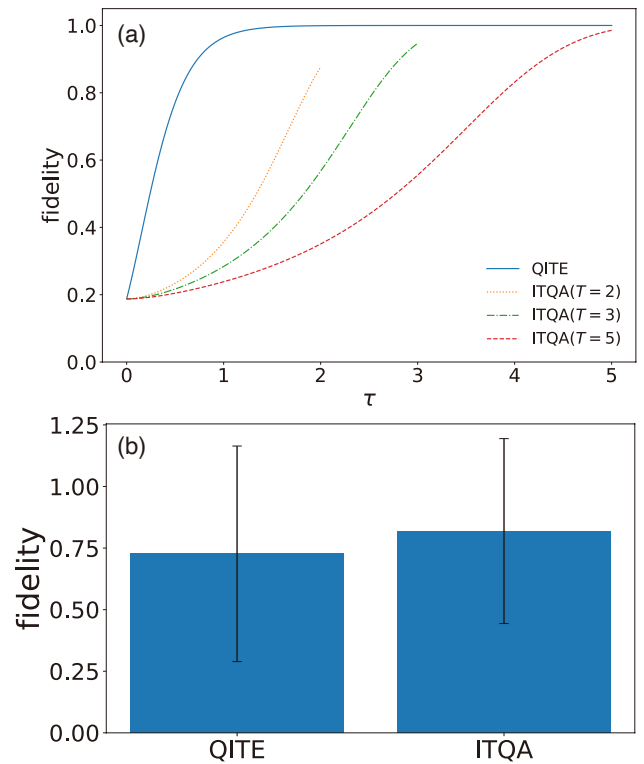 (a)
1.0
0.8
0.6
0.4
0.2
0.0
fidelity
QITE
ITQA(T = 2)
ITQA(T = 3)
ITQA(T = 5)
0 1 2 3 4 5
τ
(b)
1.25
1.00
0.75
0.50
0.25
0.00
fidelity
QITE ITQA